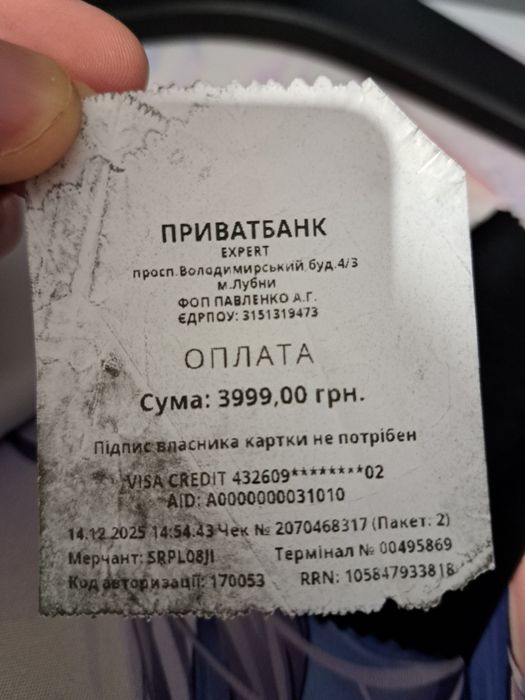 ПРИВАТБАНК
EXPERT
просп.Володимирський,буд.4/3
м.Лубни
ФОП ПАВЛЕНКО А.Г.
ЄДРПОУ: 3151319473
ОПЛАТА
Сума: 3999,00 грн.
Підпис власника картки не потрібен
VISA CREDIT 432609********02
AID: A0000000031010
14.12.2025 14:54:43 Чек № 2070468317 (Пакет: 2)
Мерчант: SRPL08JI Термінал № 00495869
Код авторизації: 170053 RRN: 105847933818